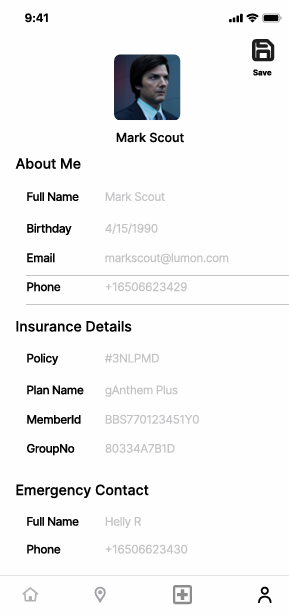 9:41
Save
Mark Scout
About Me
Full Name Mark Scout
Birthday 4/15/1990
Email markscout@lumon.com
Phone +16506623429
Insurance Details
Policy #3NLPMD
Plan Name gAnthem Plus
MemberId BBS770123451Y0
GroupNo 80334A7B1D
Emergency Contact
Full Name Helly R
Phone +16506623430